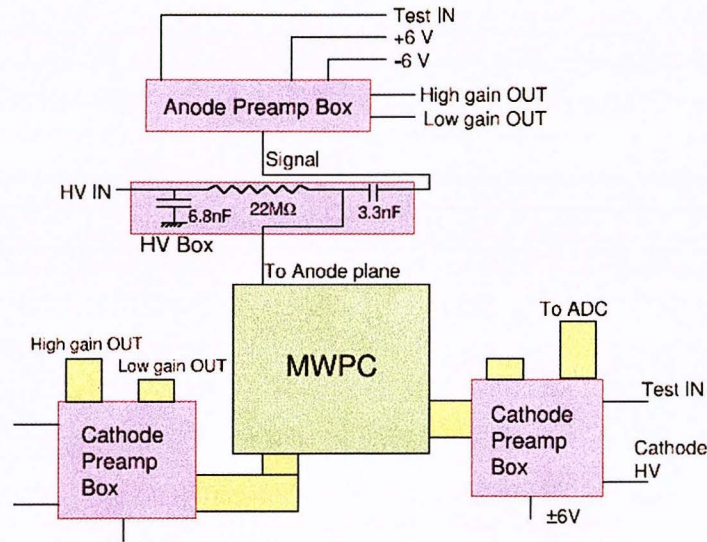 Test IN
+6 V
-6 V
Anode Preamp Box
High gain OUT
Low gain OUT
Signal
HV IN
6.8nF
22MΩ
3.3nF
HV Box
To Anode plane
MWPC
To ADC
High gain OUT
Low gain OUT
Cathode
Preamp
Box
Cathode
Preamp
Box
Test IN
Cathode
HV
±6V